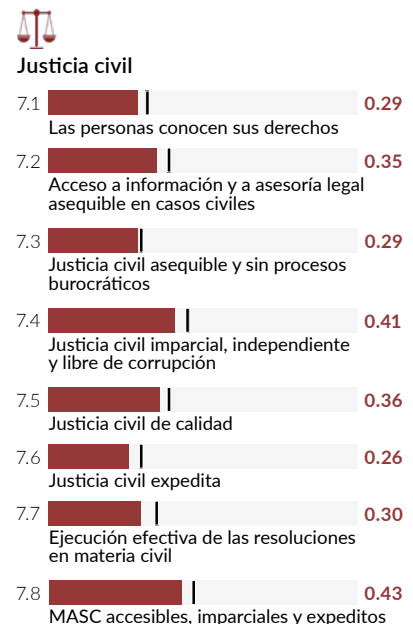 Justicia civil
7.1 0.29
Las personas conocen sus derechos
7.2 0.35
Acceso a información y a asesoría legal
asequible en casos civiles
7.3 0.29
Justicia civil asequible y sin procesos
burocráticos
7.4 0.41
Justicia civil imparcial, independiente
y libre de corrupción
7.5 0.36
Justicia civil de calidad
7.6 0.26
Justicia civil expedita
7.7 0.30
Ejecución efectiva de las resoluciones
en materia civil
7.8 0.43
MASC accesibles, imparciales y expeditos